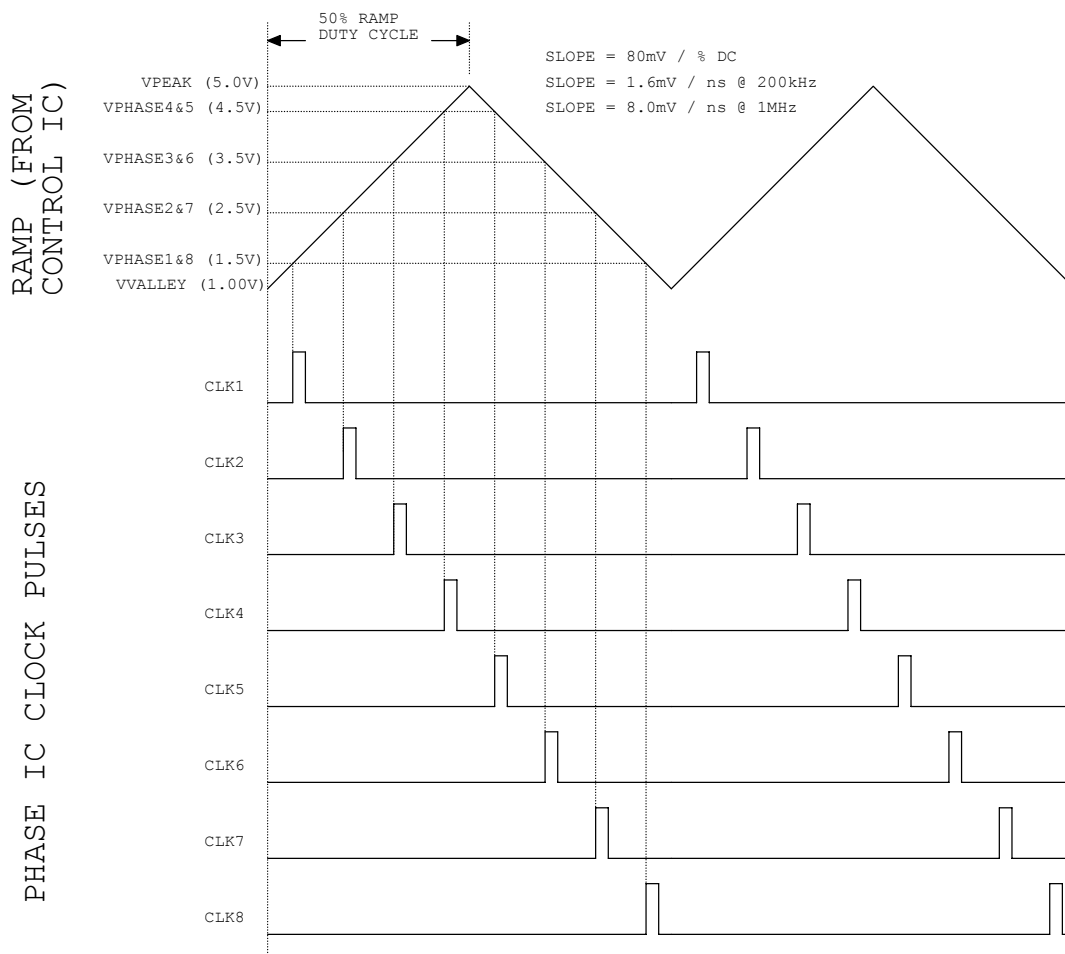 50% RAMP
DUTY CYCLE
SLOPE = 80mV / % DC
SLOPE = 1.6mV / ns @ 200kHz
SLOPE = 8.0mV / ns @ 1MHz
RAMP (FROM
CONTROL IC)
VPEAK (5.0V)
VPHASE4&5 (4.5V)
VPHASE3&6 (3.5V)
VPHASE2&7 (2.5V)
VPHASE1&8 (1.5V)
VVALLEY (1.00V)
PHASE IC CLOCK PULSES
CLK1
CLK2
CLK3
CLK4
CLK5
CLK6
CLK7
CLK8